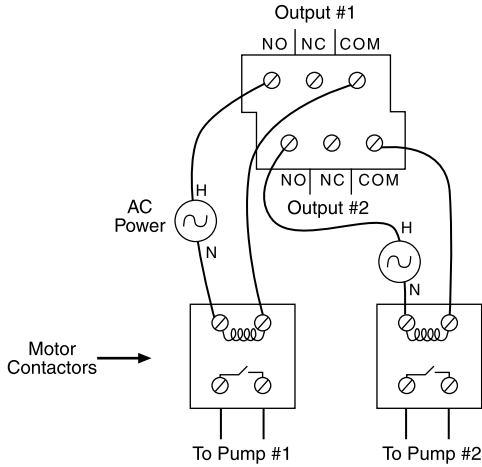 Output #1
NO NC COM
NO NC COM
Output #2
H
AC
Power
N
H
N
Motor
Contactors
To Pump #1
To Pump #2